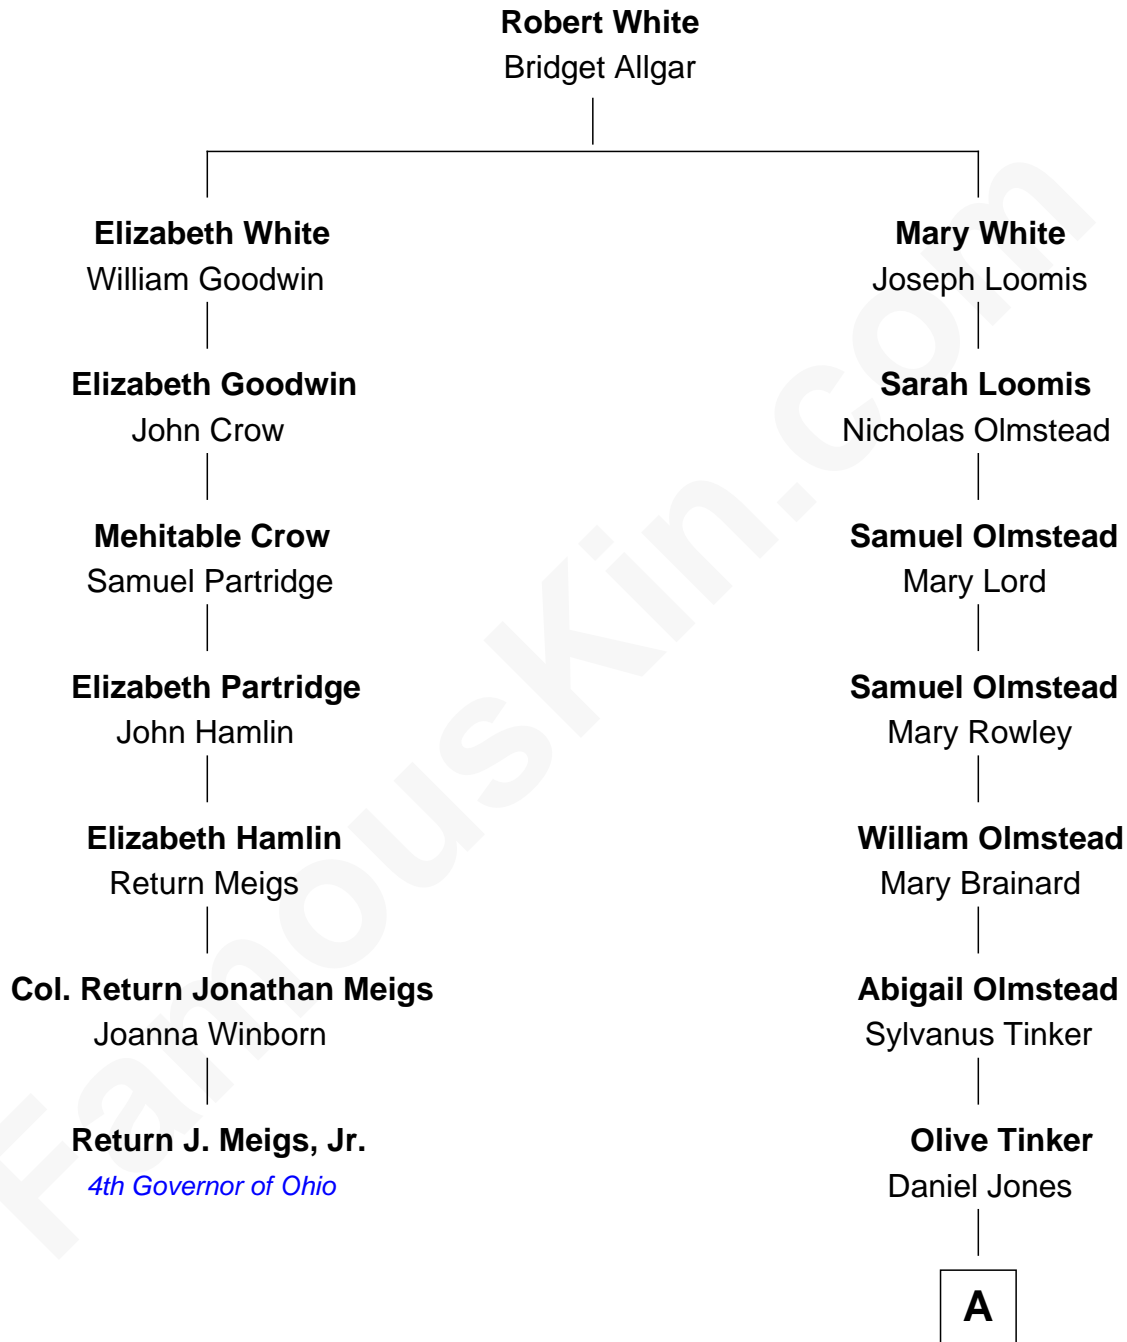 Robert White
Bridget Allgar
Elizabeth White
William Goodwin
Mary White
Joseph Loomis
Elizabeth Goodwin
John Crow
Sarah Loomis
Nicholas Olmstead
Mehitable Crow
Samuel Partridge
Samuel Olmstead
Mary Lord
Elizabeth Partridge
John Hamlin
Samuel Olmstead
Mary Rowley
Elizabeth Hamlin
Return Meigs
William Olmstead
Mary Brainard
Col. Return Jonathan Meigs
Joanna Winborn
Abigail Olmstead
Sylvanus Tinker
Return J. Meigs, Jr.
4th Governor of Ohio
Olive Tinker
Daniel Jones
A
FamousKin.com